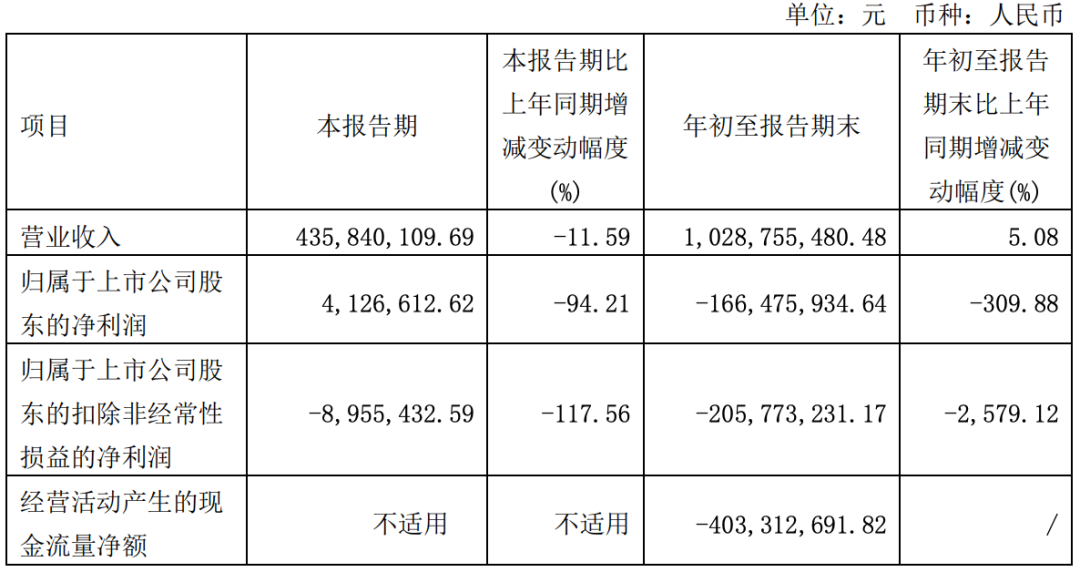 单位：元 币种：人民币
项目 本报告期 本报告期比上年同期增减变动幅度(%) 年初至报告期末 年初至报告期末比上年同期增减变动幅度(%)
营业收入 435,840,109.69 -11.59 1,028,755,480.48 5.08
归属于上市公司股东的净利润 4,126,612.62 -94.21 -166,475,934.64 -309.88
归属于上市公司股东的扣除非经常性损益的净利润 -8,955,432.59 -117.56 -205,773,231.17 -2,579.12
经营活动产生的现金流量净额 不适用 不适用 -403,312,691.82 /